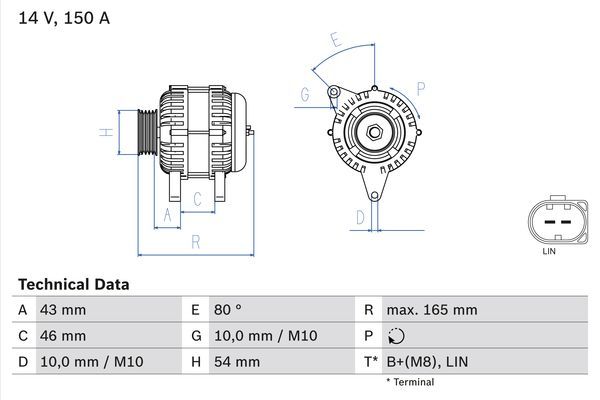 14 V, 150 A
E
P
G
H
A
C
D
R
LIN
Technical Data
A 43 mm E 80 º R max. 165 mm
C 46 mm G 10,0 mm / M10 P
D 10,0 mm / M10 H 54 mm T* B+(M8), LIN
* Terminal